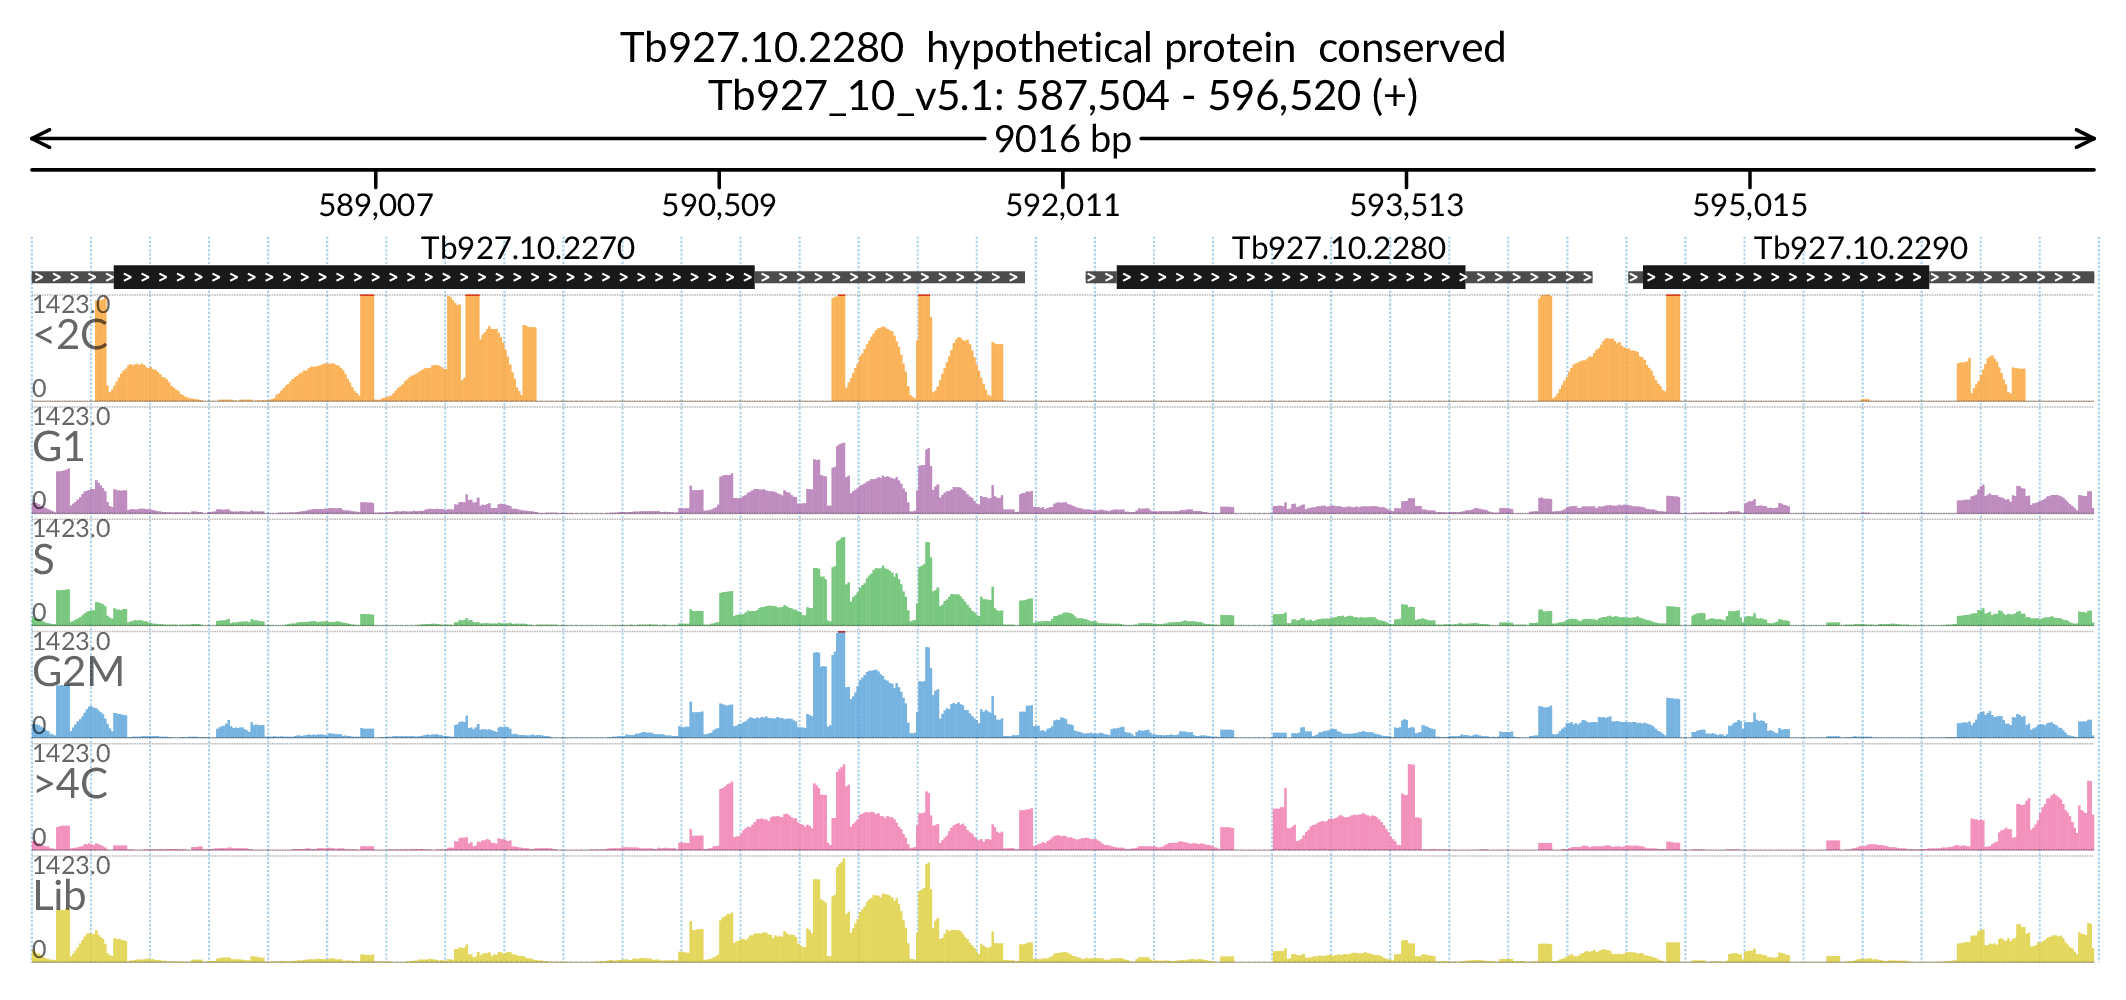 Tb927.10.2280  hypothetical protein  conserved
Tb927_10_v5.1: 587,504 - 596,520 (+)
9016 bp
589,007 590,509 592,011 593,513 595,015
Tb927.10.2270 Tb927.10.2280 Tb927.10.2290
1423.0
<2C
0
1423.0
G1
0
1423.0
S
0
1423.0
G2M
0
1423.0
>4C
0
1423.0
Lib
0